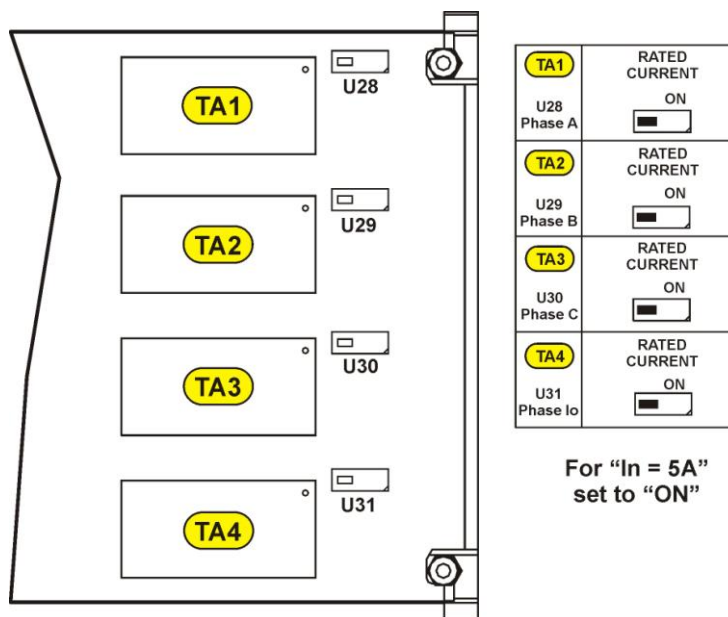 TA1
U28
TA2
U29
TA3
U30
TA4
U31
TA1
RATED
CURRENT
U28
Phase A
ON
TA2
RATED
CURRENT
U29
Phase B
ON
TA3
RATED
CURRENT
U30
Phase C
ON
TA4
RATED
CURRENT
U31
Phase Io
ON
For “In = 5A”
set to “ON”